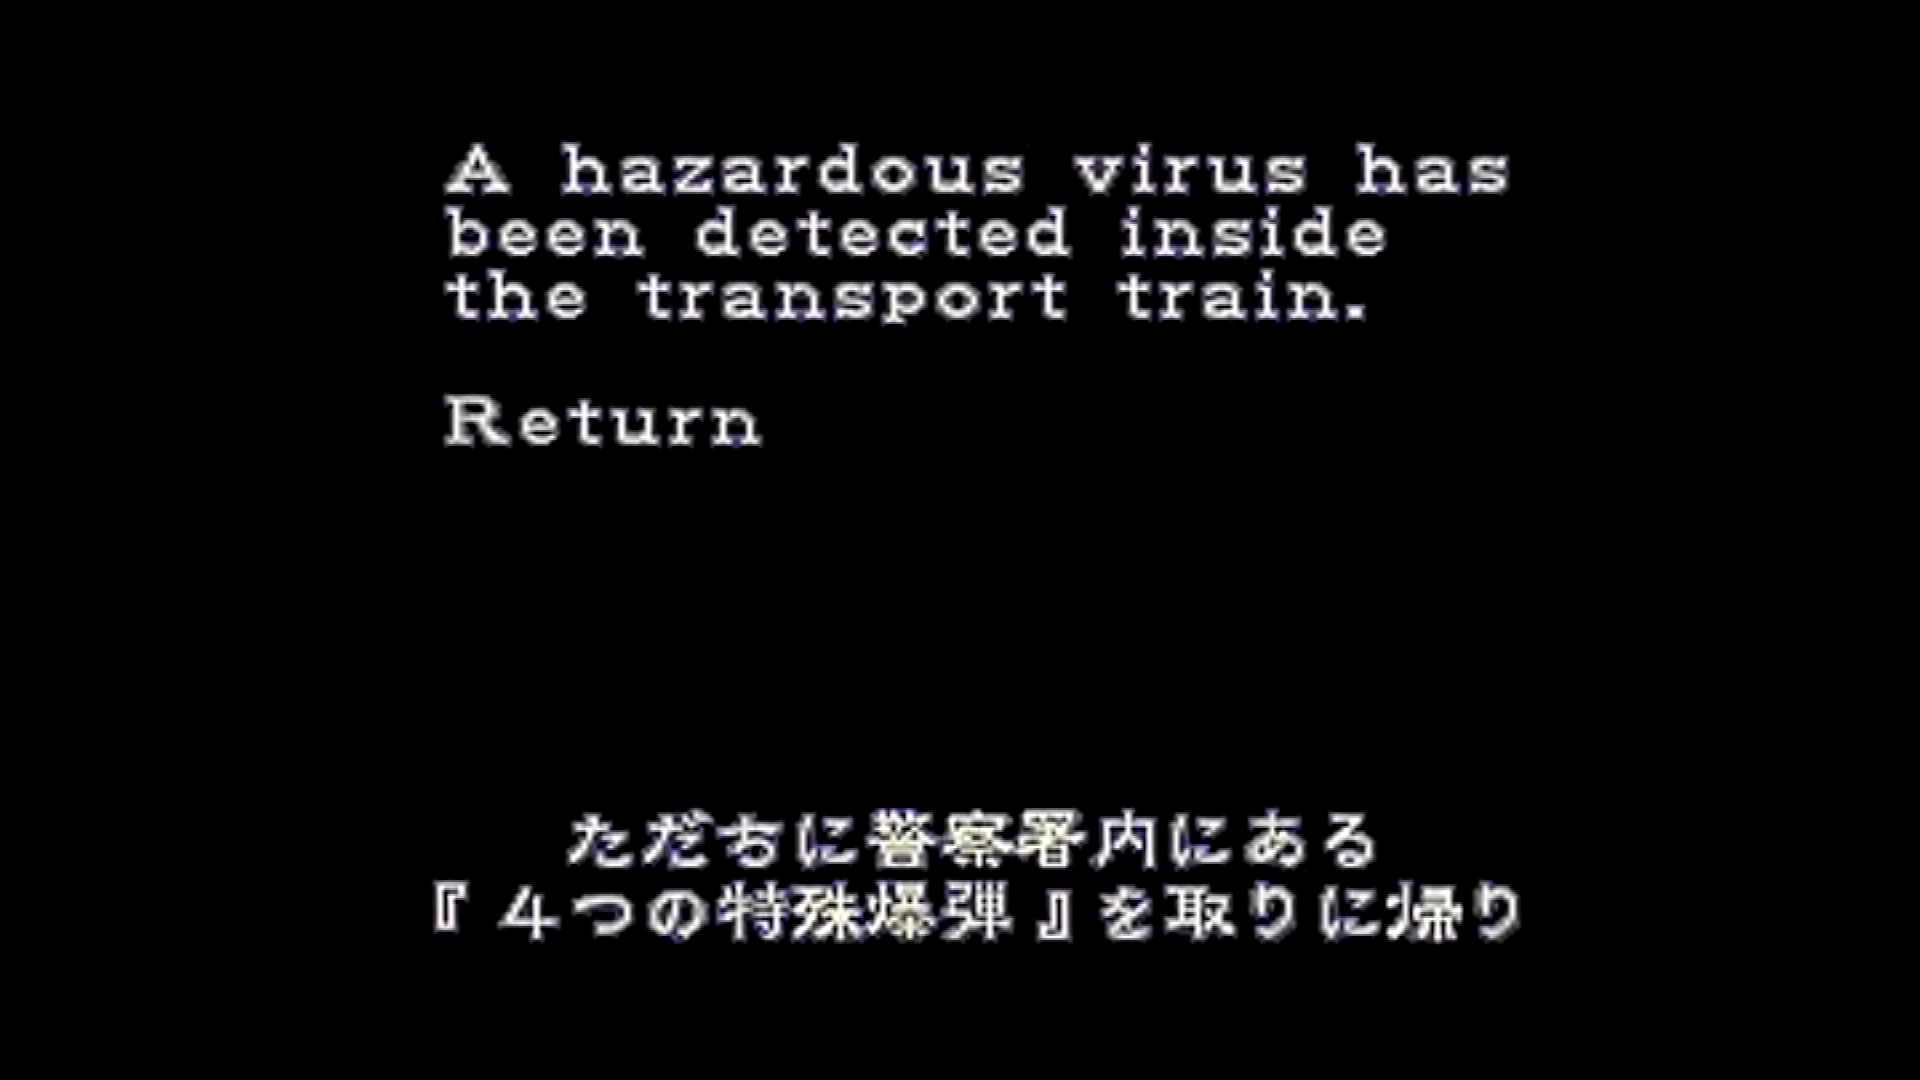 A hazardous virus has
been detected inside
the transport train.
Return
ただちに警察署内にある
『４つの特殊爆弾』を取りに帰り